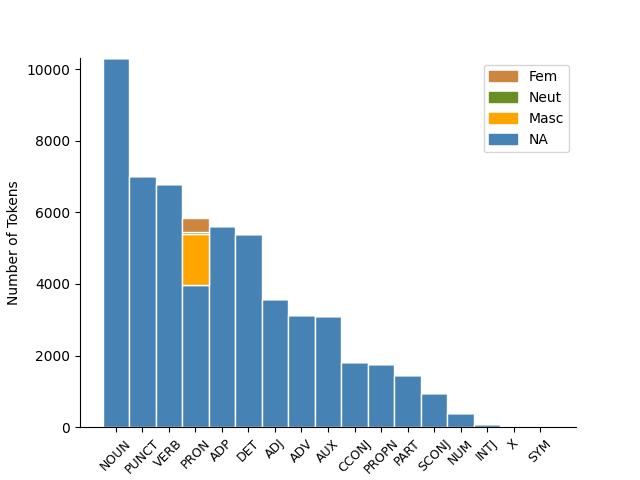 10000
8000
6000
4000
2000
0
Number of Tokens
Fem
Neut
Masc
NA
NOUN
PUNCT
VERB
PRON
ADP
DET
ADJ
ADV
AUX
CCONJ
PROPN
PART
SCONJ
NUM
INTJ
X
SYM